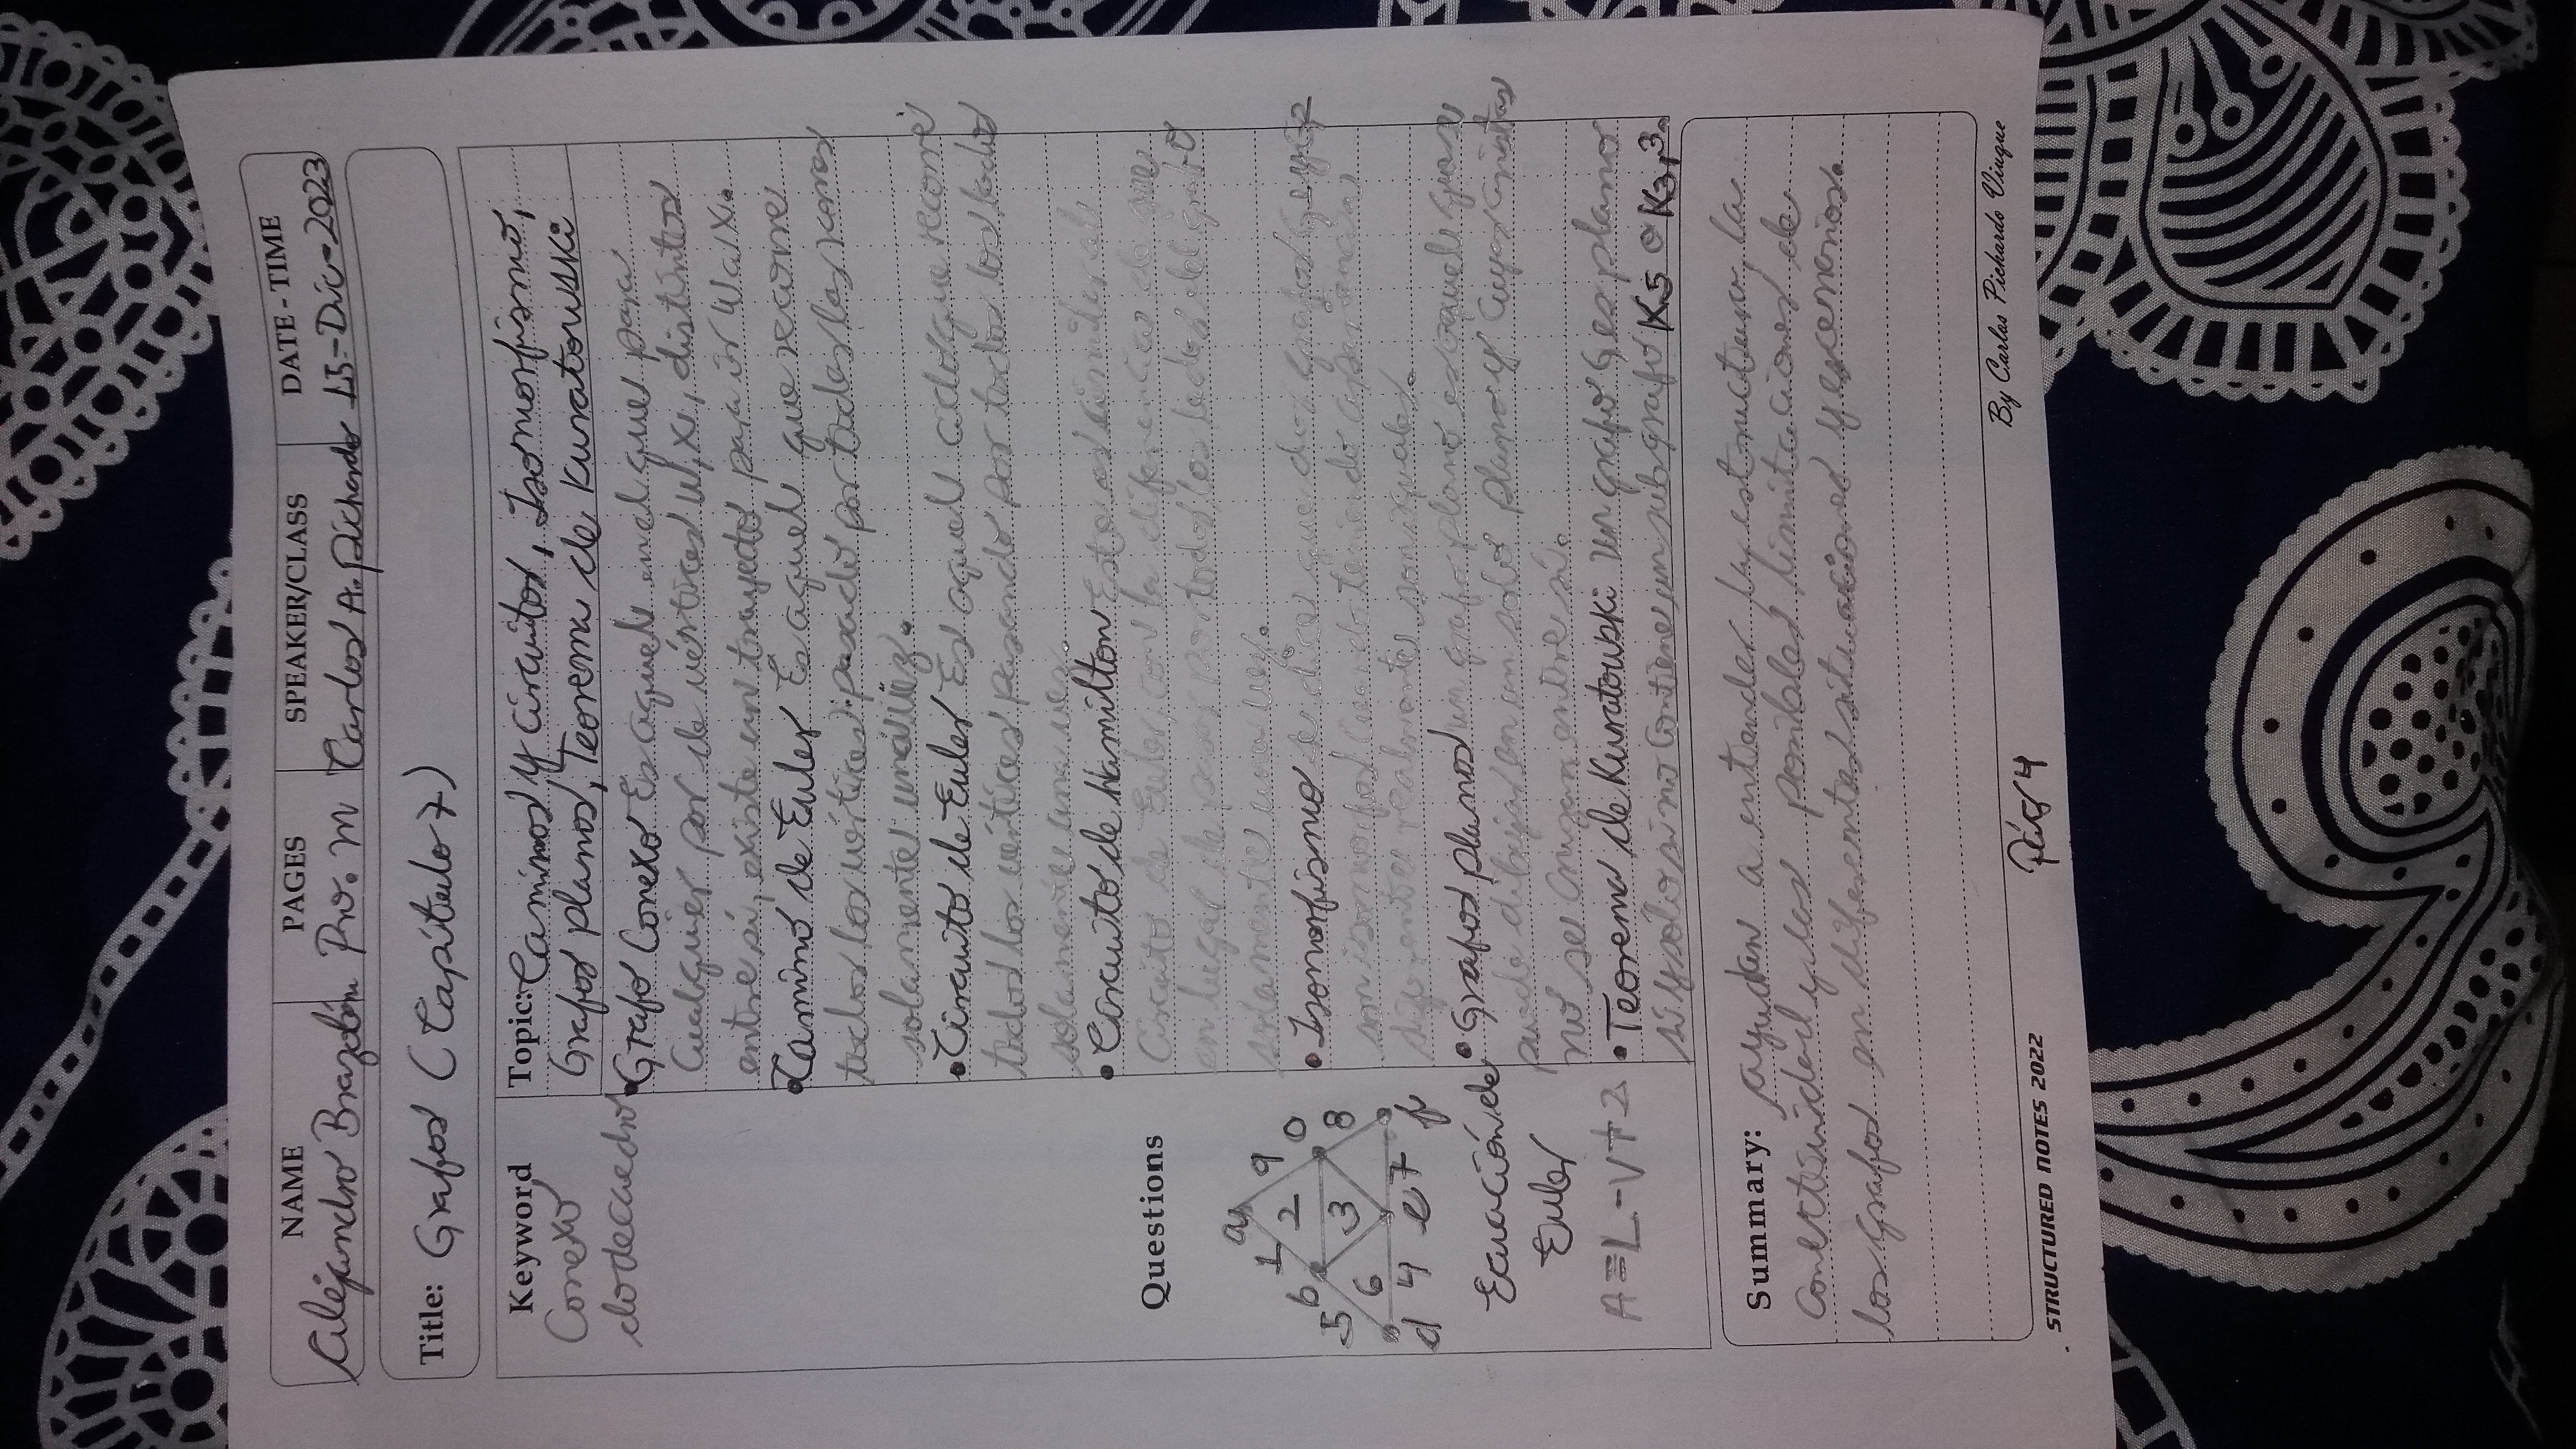 NAME PAGES SPEAKER/CLASS DATE - TIME
Alejandro Brazobán Pro. M Carlos A. Pichardo 15-Dic-2023
Title: Grafos (Capítulo 7)
Keyword
Conexo
dodecaedro
Topic: Caminos y Circuitos, Isomorfismo,
Grafos planos, Teorema de Kuratowski
•Grafo Conexo Es aquel en el que para
Cualquier por de vértices w, x, distintos
entre sí, existe un trayecto para ir w a x.
•Camino de Euler Es aquel que recorre
todos los vértices pasado por todas las
solamente una vez.
•Circuito de Euler Es aquel ciclo que recorre
todos los vértices pasando por todos los lados
solamente una vez.
•Circuito de Hamilton Esto es similar al
Circuito de Euler, con la diferencia de que
en lugar de pasar por todos los lados del grafo
solamente una vez.
•Isomorfismo se dice que dos grafos G1 y G2
son isomorfos Cuando teniendo apariencias
diferentes realmente son iguales.
•Grafos planos un grafo plano es aquel que se
puede dibujar en un solo plano y cuyas aristas
no se cruzan entre sí.
•Teorema de Kuratowski Un grafo G es plano
si y sólo si no contiene un subgrafo K5 o K3,3.
Questions
a
1 9
2
b 0
5 3 8
6
d 4 e 7 f
Ecuación de
Euler
A=L-V+2
Summary: ayudan a entender la estructura, la
conectividad y las posibles limitaciones de
los grafos en diferentes situaciones y escenarios.
Pág 4
By Carlos Pichardo Viuque
STRUCTURED NOTES 2022